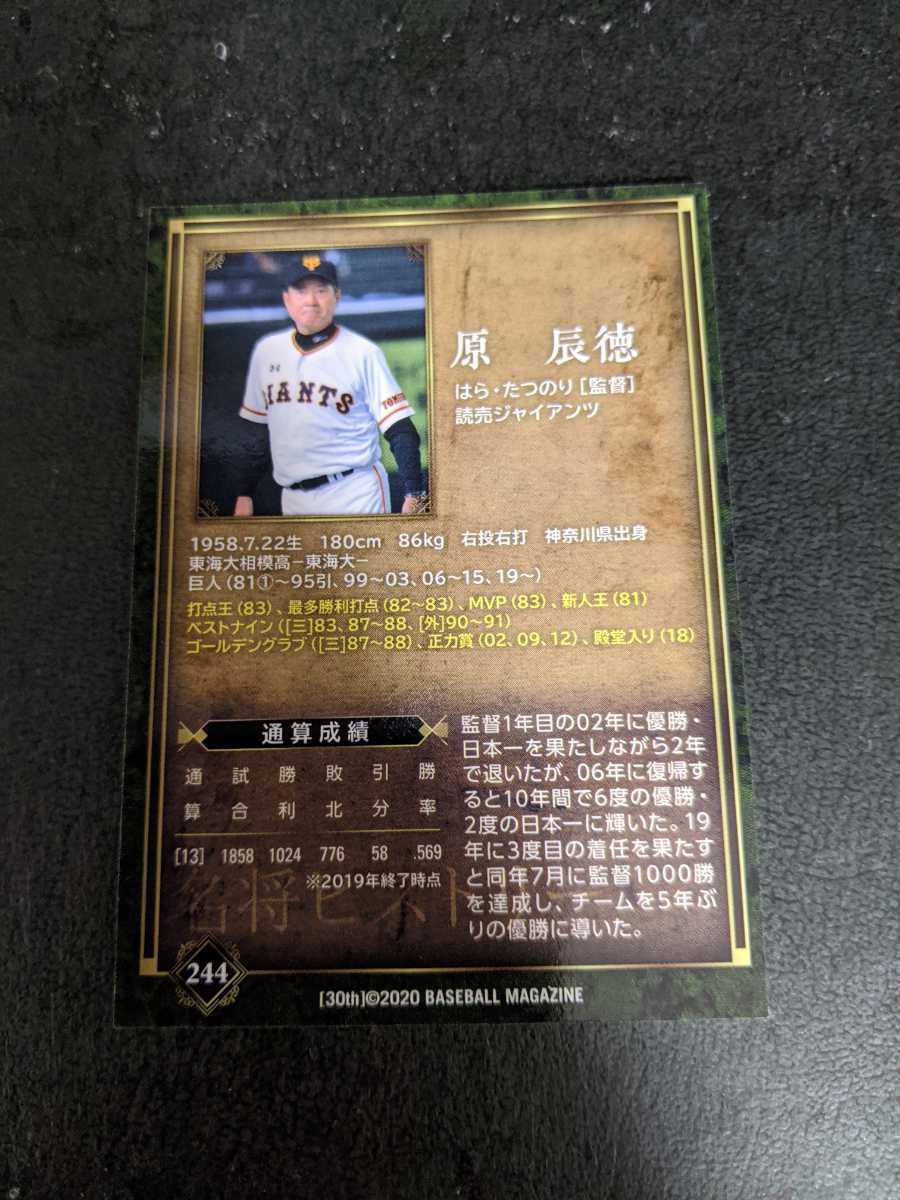 GIANTS
原　辰徳
はら・たつのり［監督］
読売ジャイアンツ
1958.7.22生　180cm　86kg　右投右打　神奈川県出身
東海大相模高－東海大－
巨人（81①～95引、99～03、06～15、19～）
打点王（83）、最多勝利打点（82～83）、MVP（83）、新人王（81）
ベストナイン（[三]83、87～88、[外]90～91）
ゴールデングラブ（[三]87～88）、正力賞（02、09、12）、殿堂入り（18）
通算成績
通算 試合 勝利 敗北 引分 勝率
[13] 1858 1024 776 58 .569
※2019年終了時点
監督1年目の02年に優勝・
日本一を果たしながら2年
で退いたが、06年に復帰す
ると10年間で6度の優勝・
2度の日本一に輝いた。19
年に3度目の着任を果たす
と同年7月に監督1000勝
を達成し、チームを5年ぶ
りの優勝に導いた。
244
[30th]©2020 BASEBALL MAGAZINE